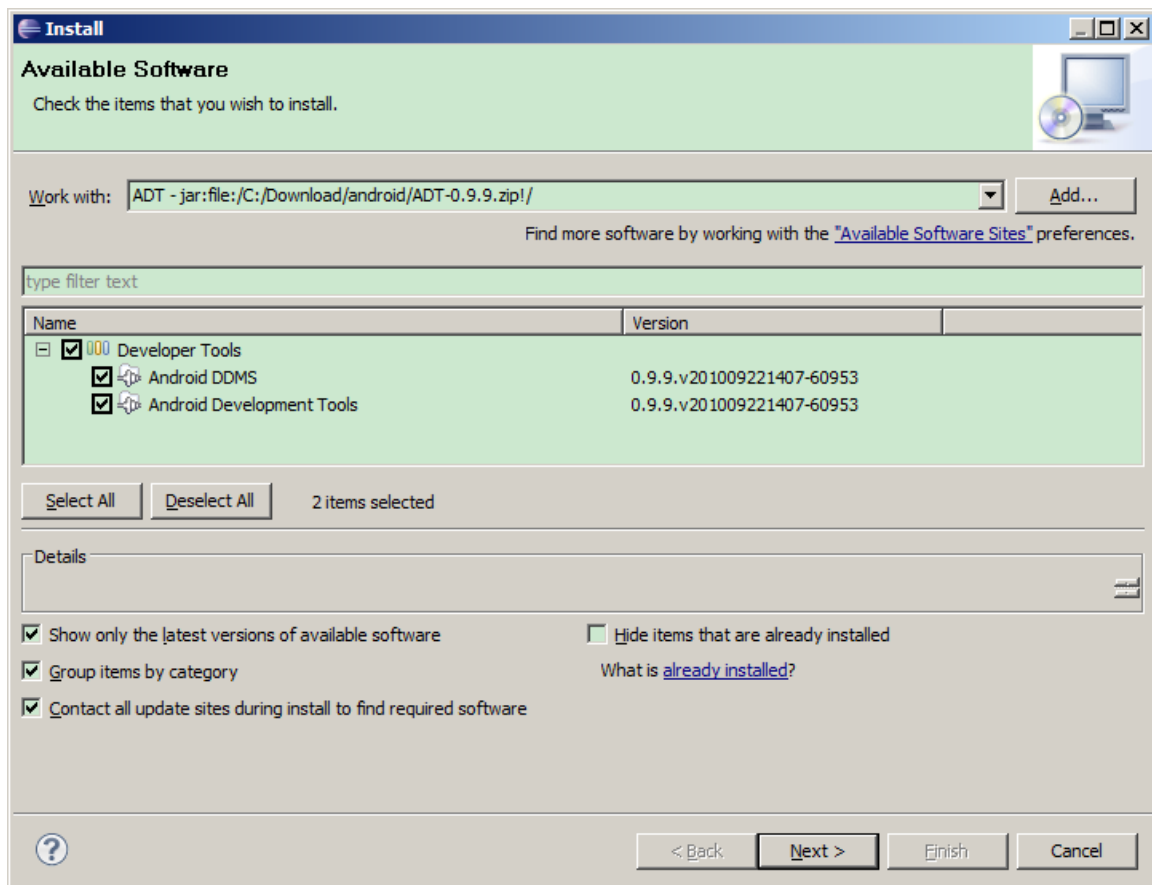 Install
Available Software
Check the items that you wish to install.
Work with: ADT - jar:file:/C:/Download/android/ADT-0.9.9.zip!/ Add...
Find more software by working with the "Available Software Sites" preferences.
type filter text
Name Version
Developer Tools
Android DDMS 0.9.9.v201009221407-60953
Android Development Tools 0.9.9.v201009221407-60953
Select All Deselect All 2 items selected
Details
Show only the latest versions of available software Hide items that are already installed
Group items by category What is already installed?
Contact all update sites during install to find required software
? < Back Next > Finish Cancel